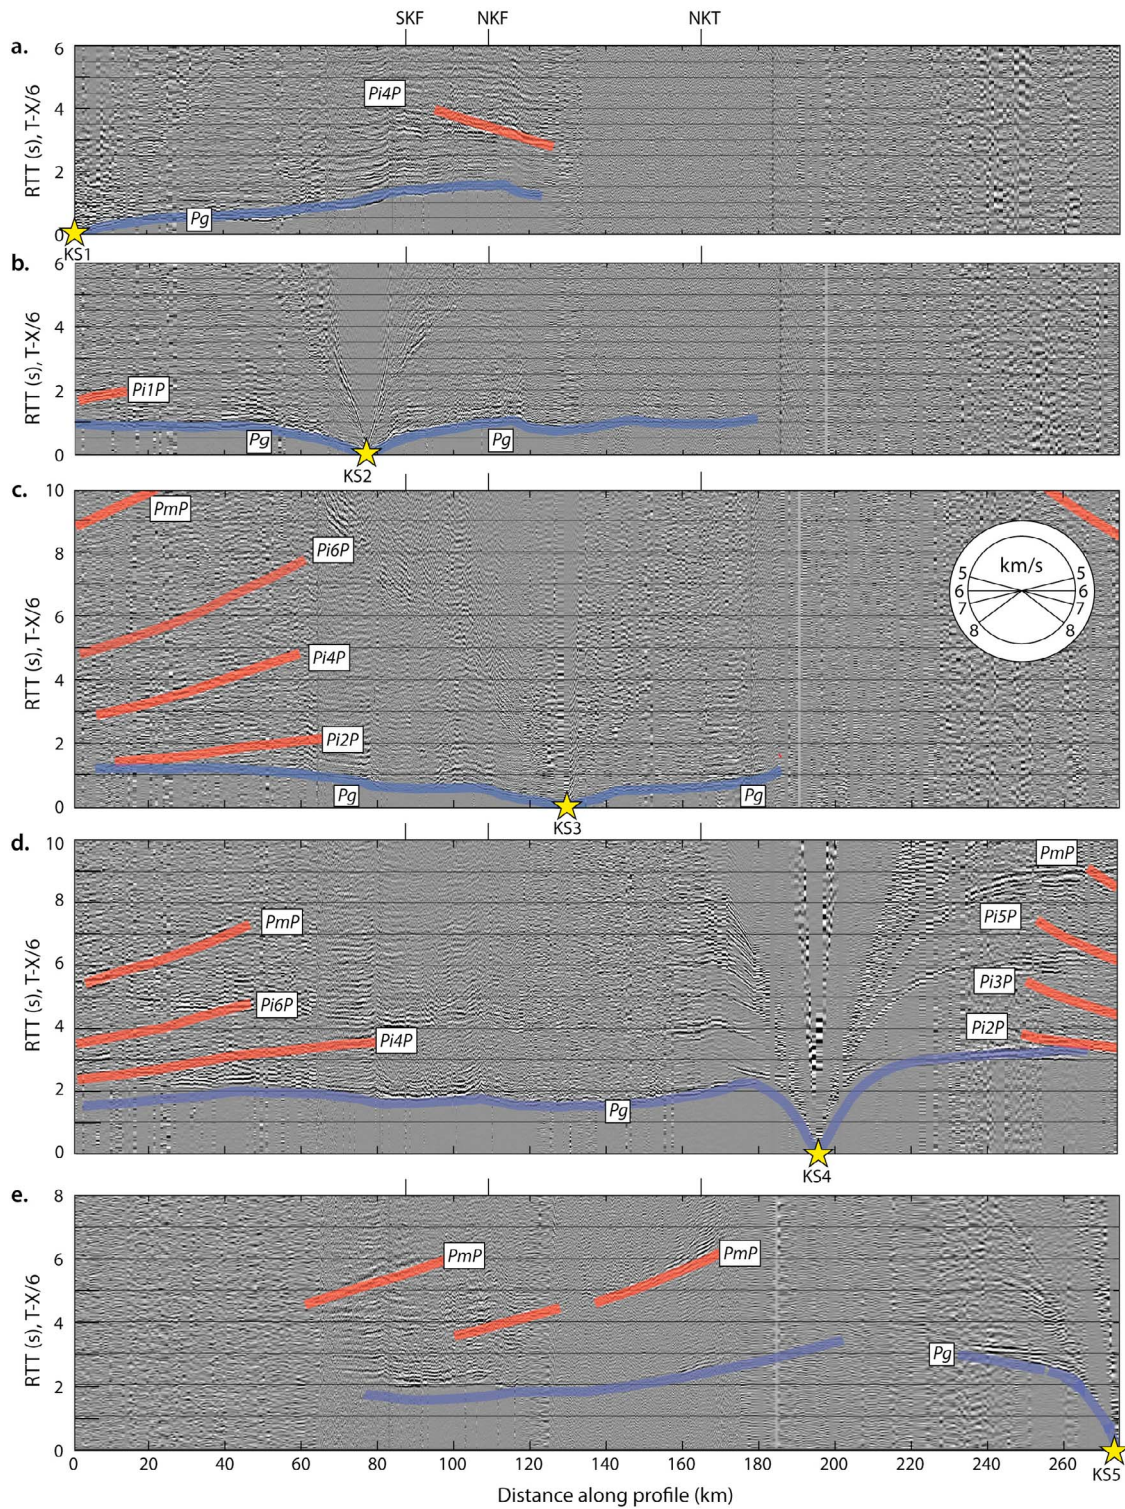 SKF NKF NKT
a.
6
4
2
0
RTT (s), T-X/6
Pi4P
Pg
KS1
b.
6
4
2
0
RTT (s), T-X/6
Pi1P
Pg
Pg
KS2
c.
10
8
6
4
2
0
RTT (s), T-X/6
PmP
Pi6P
Pi4P
Pi2P
Pg
Pg
km/s
5 5
6 6
7 7
8 8
KS3
d.
10
8
6
4
2
0
RTT (s), T-X/6
PmP
PmP
Pi5P
Pi6P
Pi3P
Pi4P
Pi2P
Pg
KS4
e.
8
6
4
2
0
RTT (s), T-X/6
PmP
PmP
Pg
KS5
0 20 40 60 80 100 120 140 160 180 200 220 240 260
Distance along profile (km)